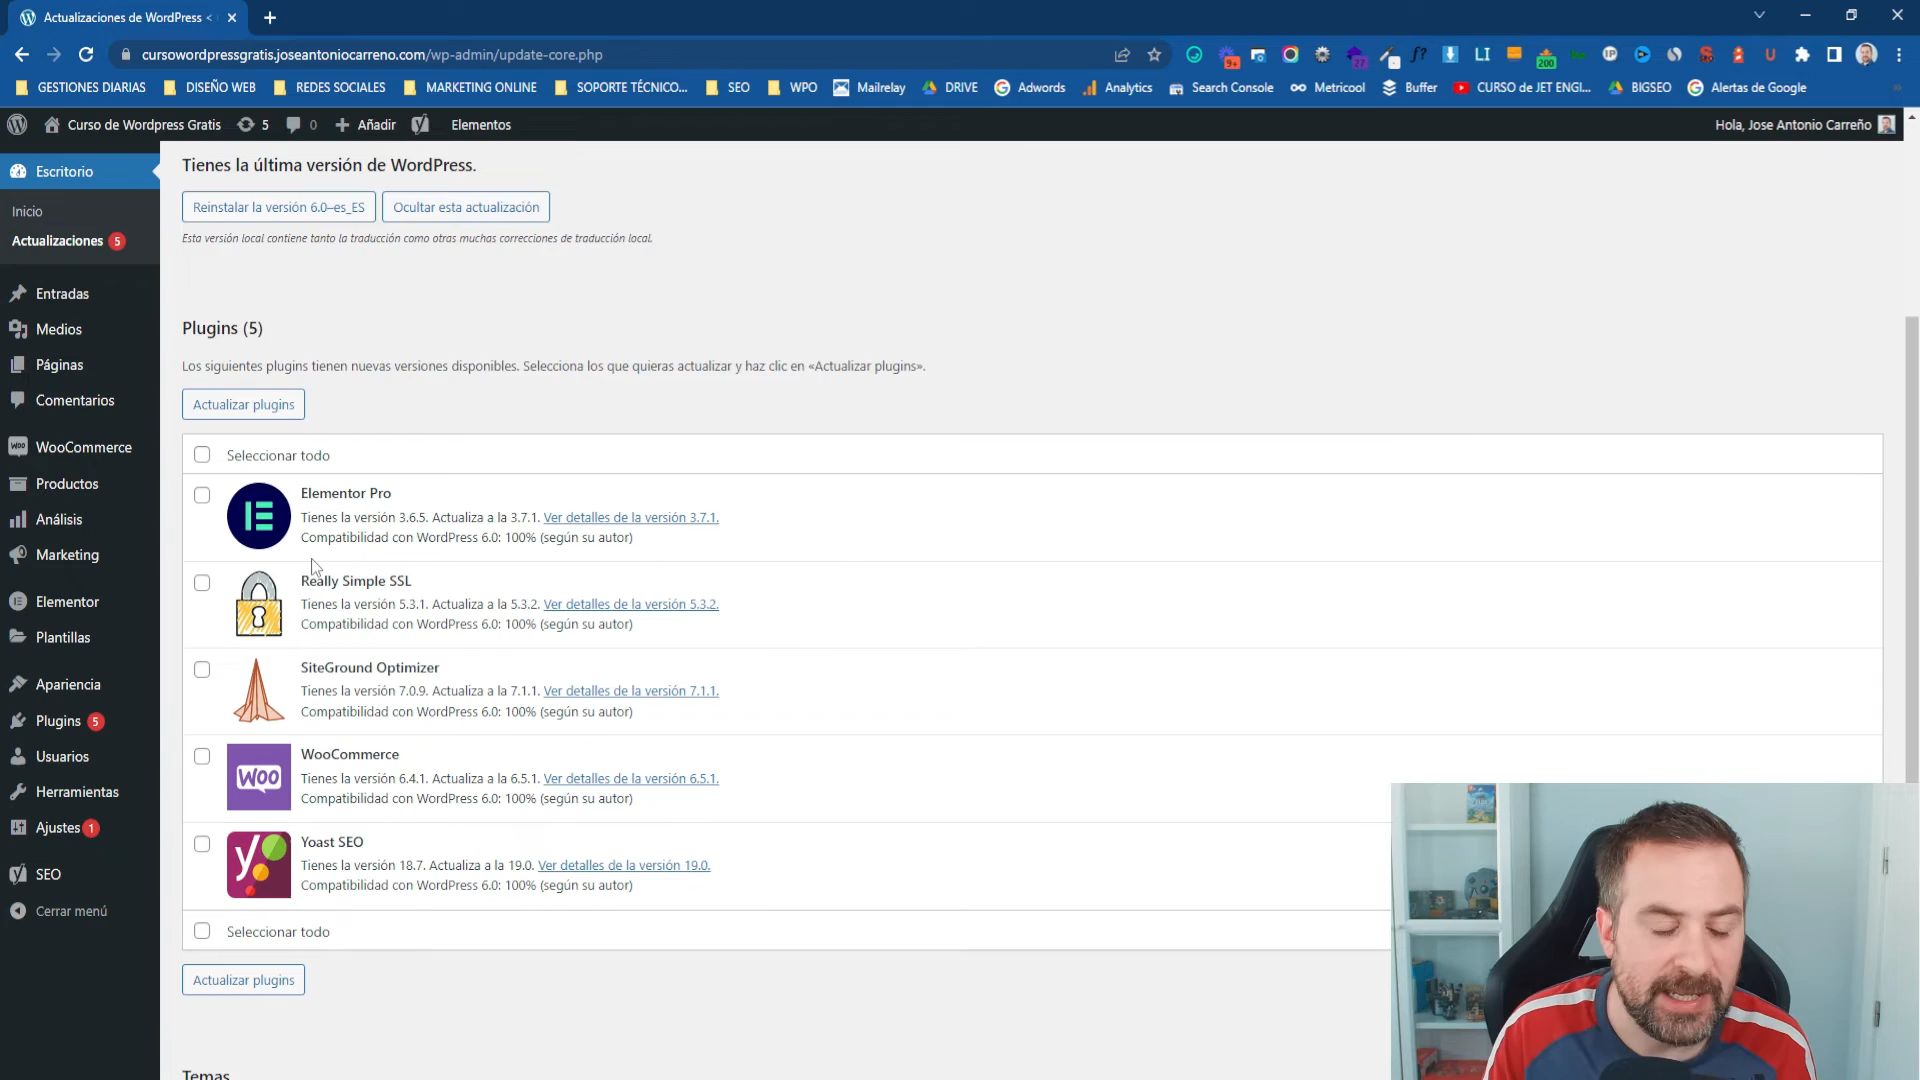 Actualizaciones de WordPress <
cursowordpressgratis.joseantoniocarreno.com/wp-admin/update-core.php
GESTIONES DIARIAS
DISEÑO WEB
REDES SOCIALES
MARKETING ONLINE
SOPORTE TÉCNICO...
SEO
WPO
Mailrelay
DRIVE
Adwords
Analytics
Search Console
Metricool
Buffer
CURSO de JET ENGI...
BIGSEO
Alertas de Google
Curso de Wordpress Gratis
5
0
Añadir
Elementos
Hola, Jose Antonio Carreño
Escritorio
Inicio
Actualizaciones 5
Entradas
Medios
Páginas
Comentarios
WooCommerce
Productos
Análisis
Marketing
Elementor
Plantillas
Apariencia
Plugins 5
Usuarios
Herramientas
Ajustes 1
SEO
Cerrar menú
Tienes la última versión de WordPress.
Reinstalar la versión 6.0–es_ES
Ocultar esta actualización
Esta versión local contiene tanto la traducción como otras muchas correcciones de traducción local.
Plugins (5)
Los siguientes plugins tienen nuevas versiones disponibles. Selecciona los que quieras actualizar y haz clic en «Actualizar plugins».
Actualizar plugins
Seleccionar todo
Elementor Pro
Tienes la versión 3.6.5. Actualiza a la 3.7.1. Ver detalles de la versión 3.7.1.
Compatibilidad con WordPress 6.0: 100% (según su autor)
Really Simple SSL
Tienes la versión 5.3.1. Actualiza a la 5.3.2. Ver detalles de la versión 5.3.2.
Compatibilidad con WordPress 6.0: 100% (según su autor)
SiteGround Optimizer
Tienes la versión 7.0.9. Actualiza a la 7.1.1. Ver detalles de la versión 7.1.1.
Compatibilidad con WordPress 6.0: 100% (según su autor)
WOO
WooCommerce
Tienes la versión 6.4.1. Actualiza a la 6.5.1. Ver detalles de la versión 6.5.1.
Compatibilidad con WordPress 6.0: 100% (según su autor)
Yoast SEO
Tienes la versión 18.7. Actualiza a la 19.0. Ver detalles de la versión 19.0.
Compatibilidad con WordPress 6.0: 100% (según su autor)
Seleccionar todo
Actualizar plugins
Temas